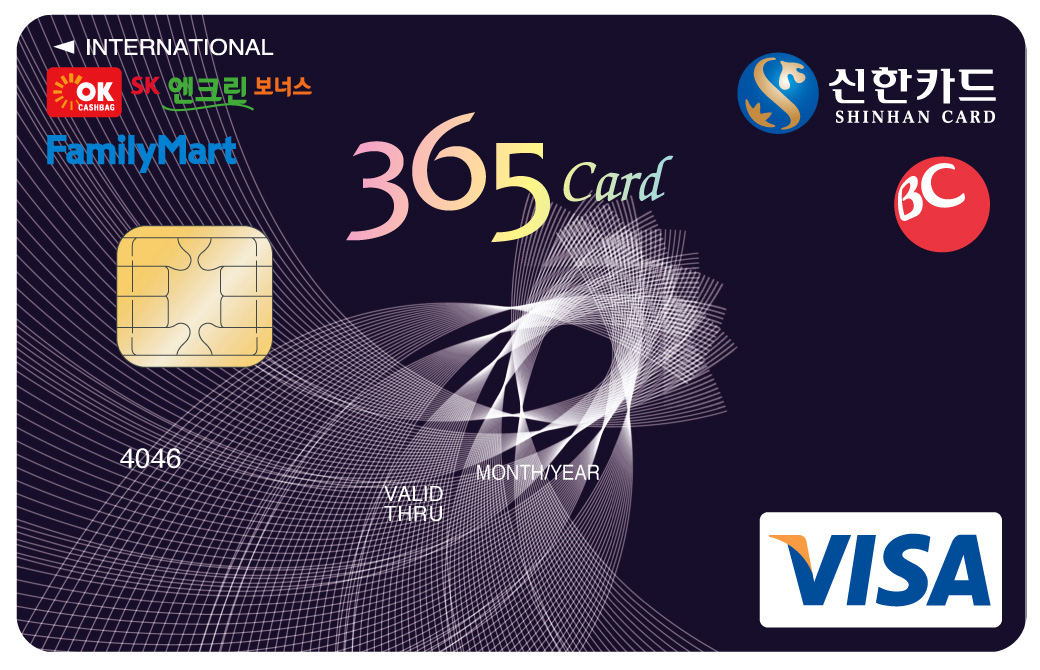 INTERNATIONAL
OK
CASHBAG
SK 엔크린 보너스
FamilyMart
365 Card
신한카드
SHINHAN CARD
BC
4046
MONTH/YEAR
VALID
THRU
VISA